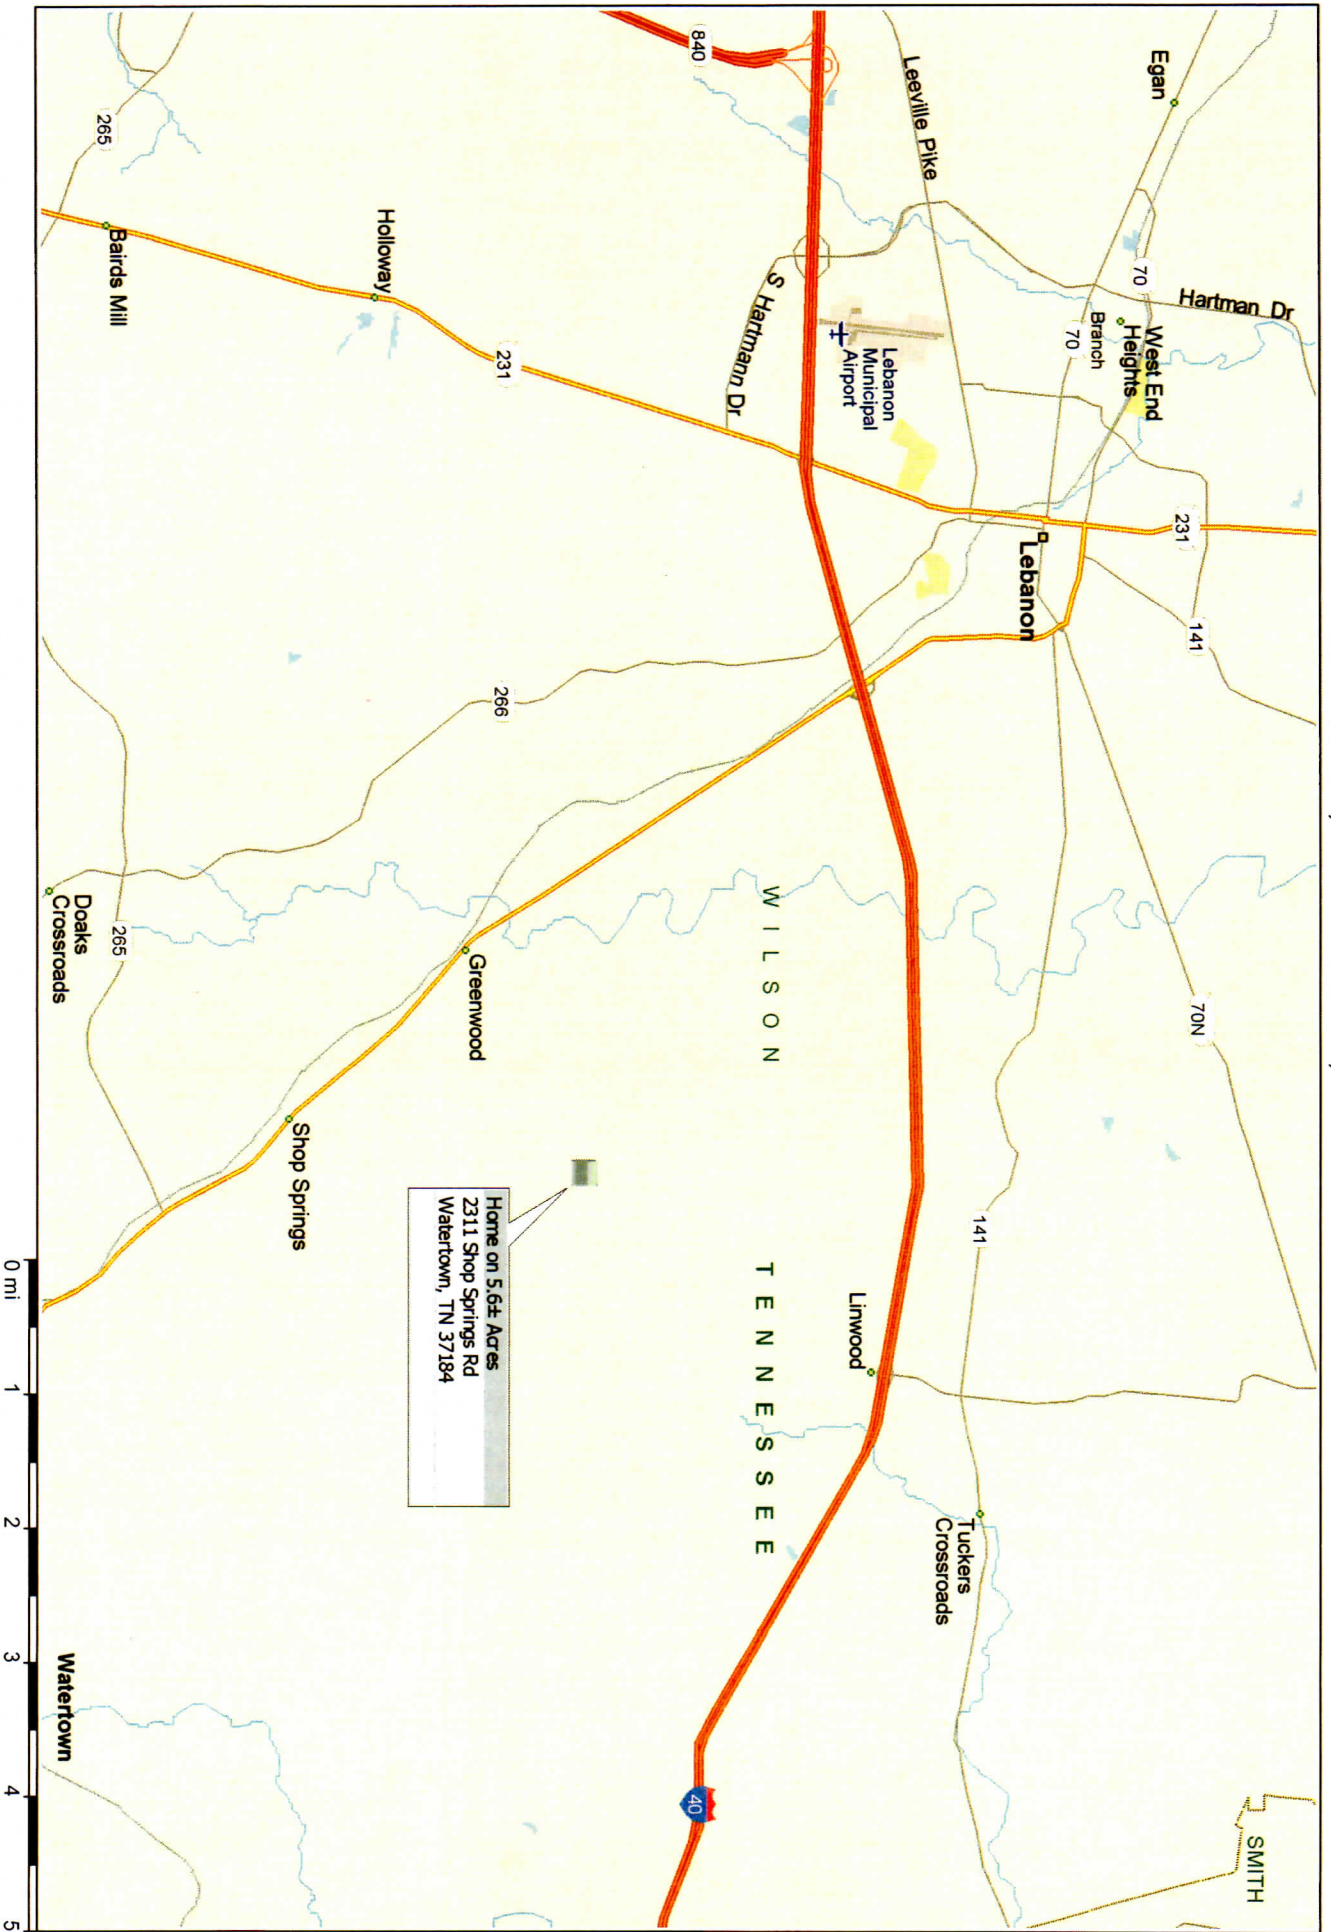 Egan
Leeville Pike
840
265
Bairds Mill
Holloway
231
S Hartmann Dr
Hartman Dr
70
70
West End
Heights
Branch
Lebanon
Municipal
Airport
231
Lebanon
141
266
Doaks
Crossroads
265
Greenwood
Shop Springs
WILSON
TENNESSEE
70N
141
Linwood
Tuckers
Crossroads
Home on 5.6± Acres
2311 Shop Springs Rd
Watertown, TN 37184
Watertown
40
SMITH
0 mi 1 2 3 4 5